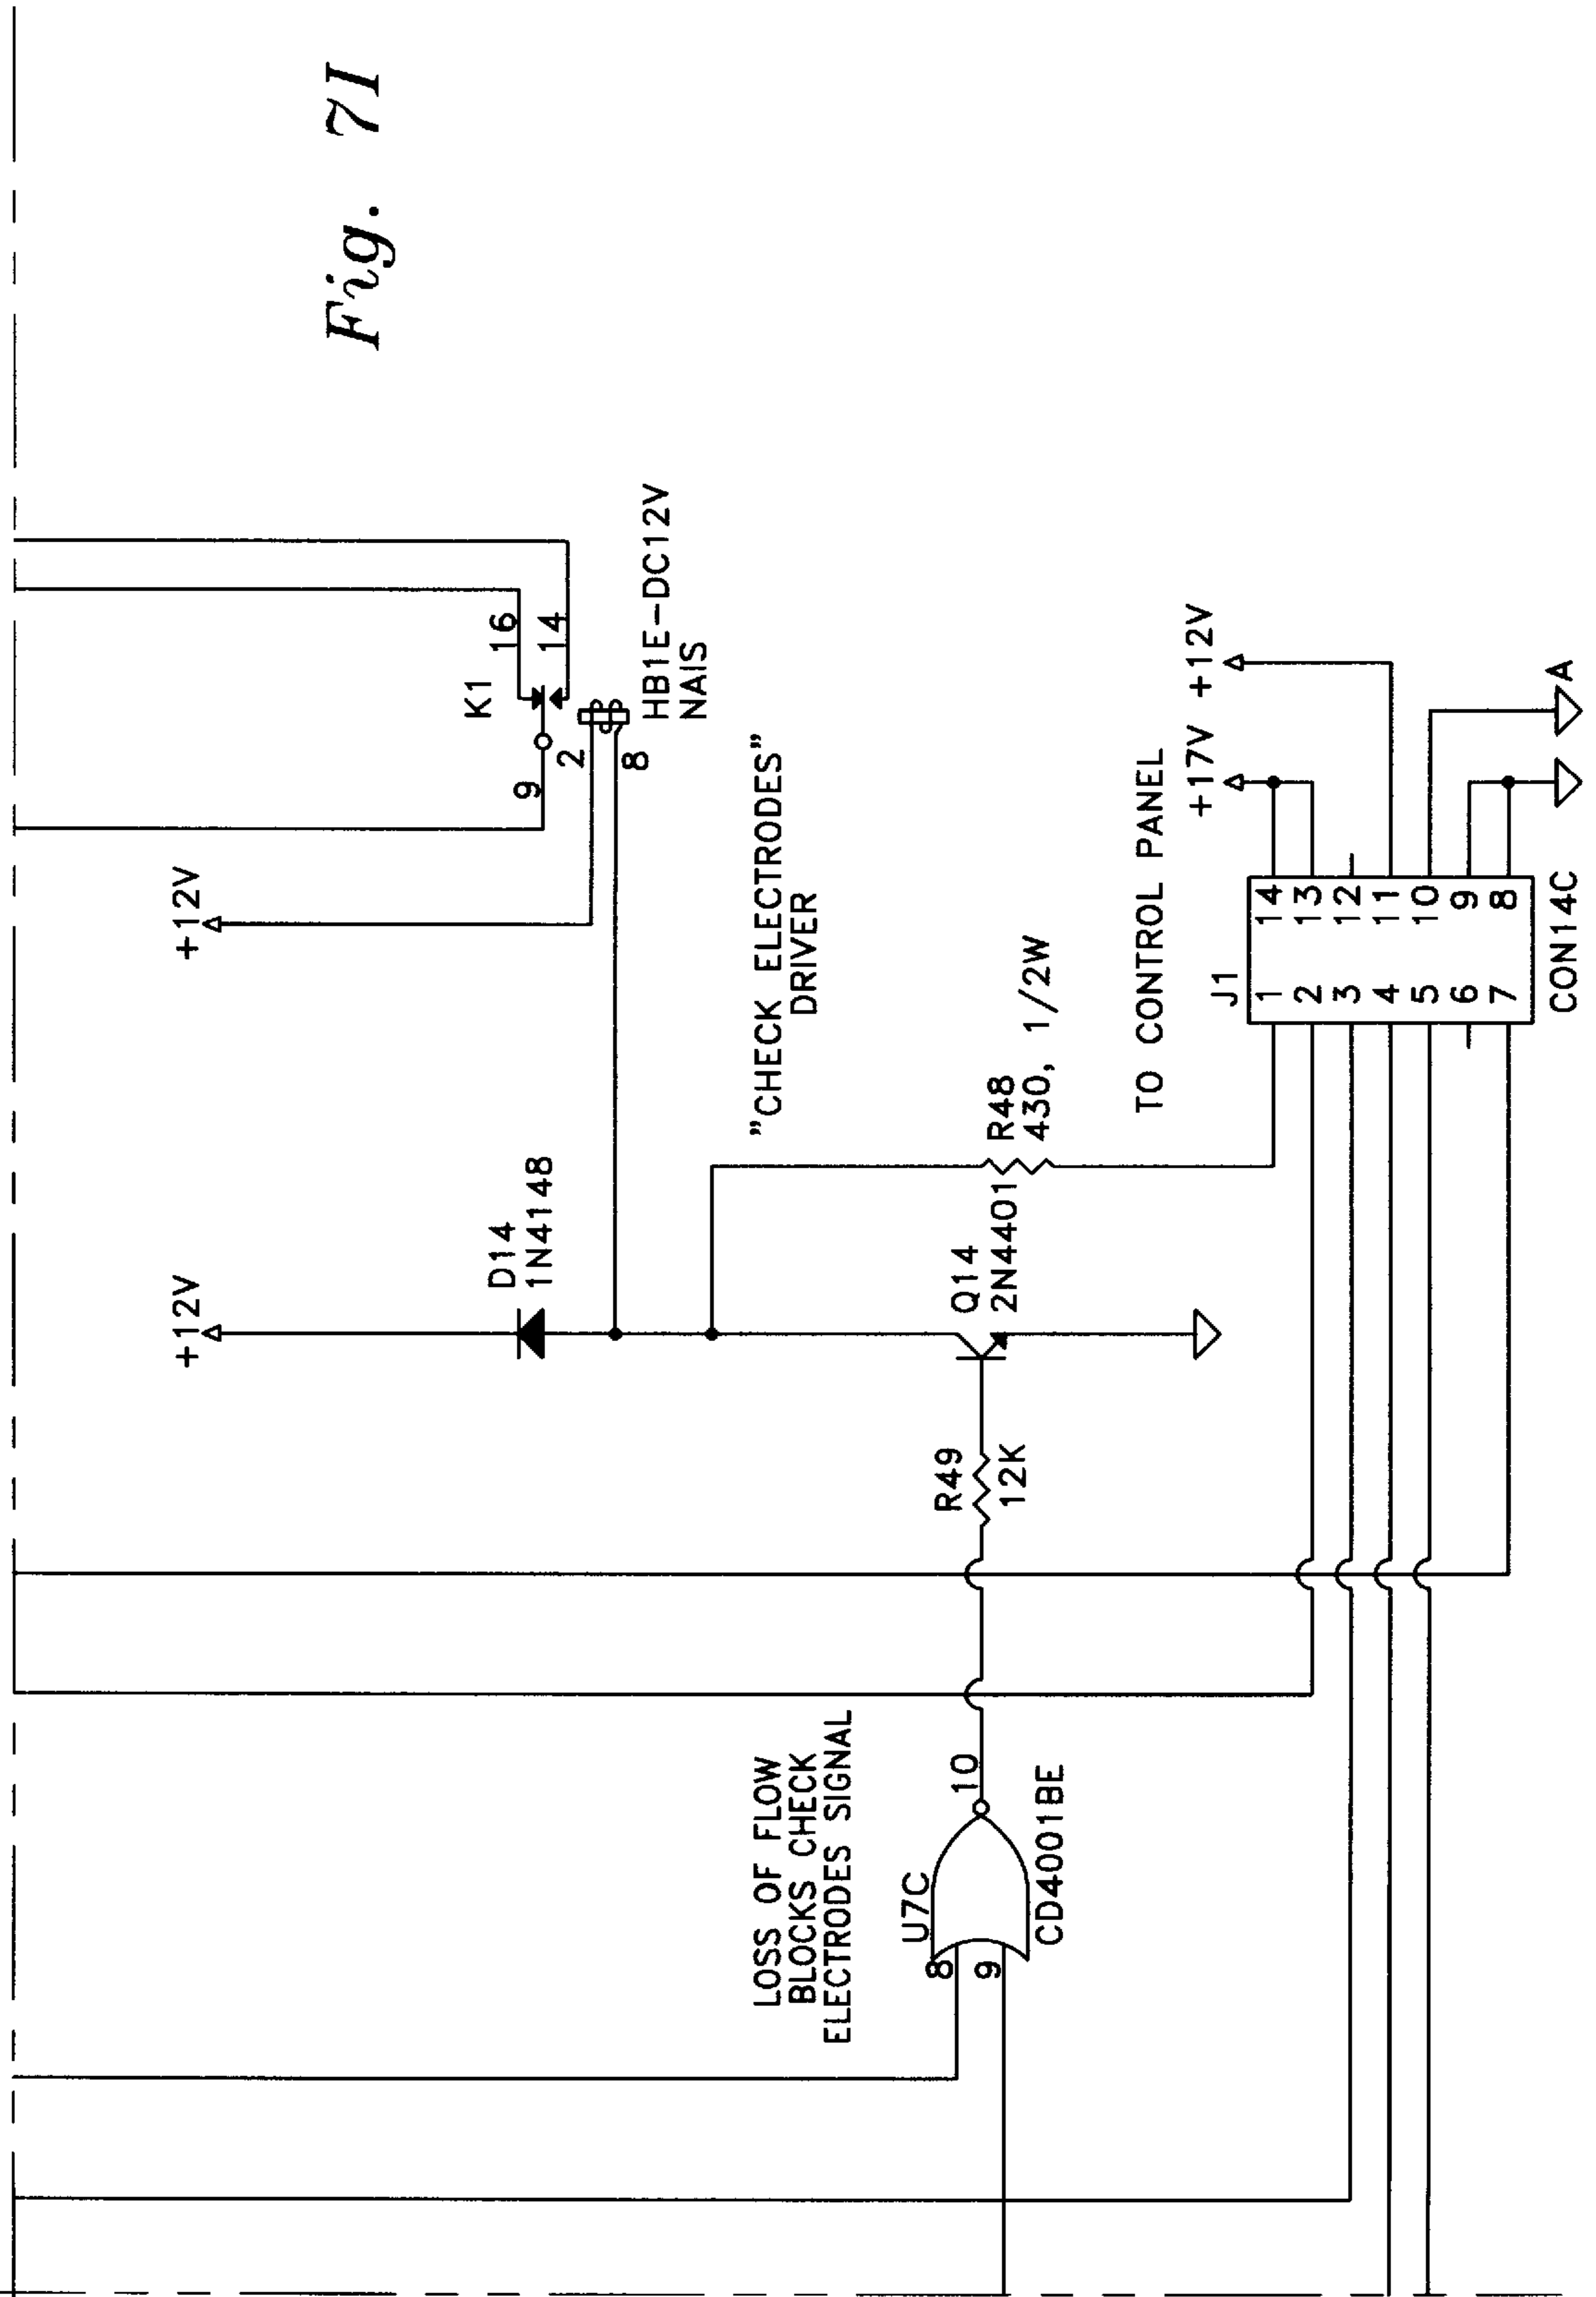 Fig. 7I
+12V
+12V
K1
16
14
9
2
8
HB1E-DC12V
NAIS
D14
1N4148
"CHECK ELECTRODES"
DRIVER
LOSS OF FLOW
BLOCKS CHECK
ELECTRODES SIGNAL
U7C
8
9
10
CD4001BE
R49
12K
Q14
2N4401
R48
430, 1/2W
TO CONTROL PANEL
+17V +12V
J1
1 14
2 13
3 12
4 11
5 10
6 9
7 8
CON14C
A